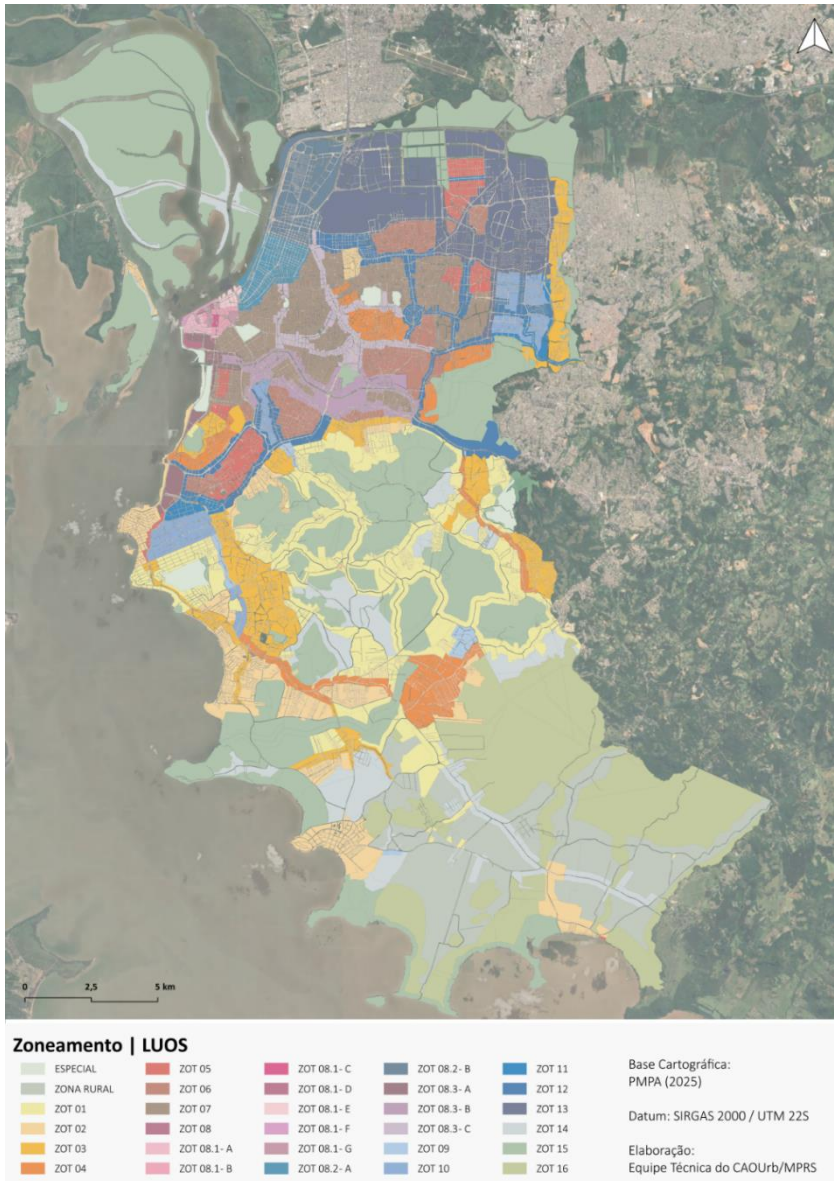 0 2,5 5 km
Zoneamento | LUOS
ESPECIAL
ZONA RURAL
ZOT 01
ZOT 02
ZOT 03
ZOT 04
ZOT 05
ZOT 06
ZOT 07
ZOT 08
ZOT 08.1- A
ZOT 08.1- B
ZOT 08.1- C
ZOT 08.1- D
ZOT 08.1- E
ZOT 08.1- F
ZOT 08.1- G
ZOT 08.2- A
ZOT 08.2- B
ZOT 08.3- A
ZOT 08.3- B
ZOT 08.3- C
ZOT 09
ZOT 10
ZOT 11
ZOT 12
ZOT 13
ZOT 14
ZOT 15
ZOT 16
Base Cartográfica:
PMPA (2025)
Datum: SIRGAS 2000 / UTM 22S
Elaboração:
Equipe Técnica do CAOUrb/MPRS